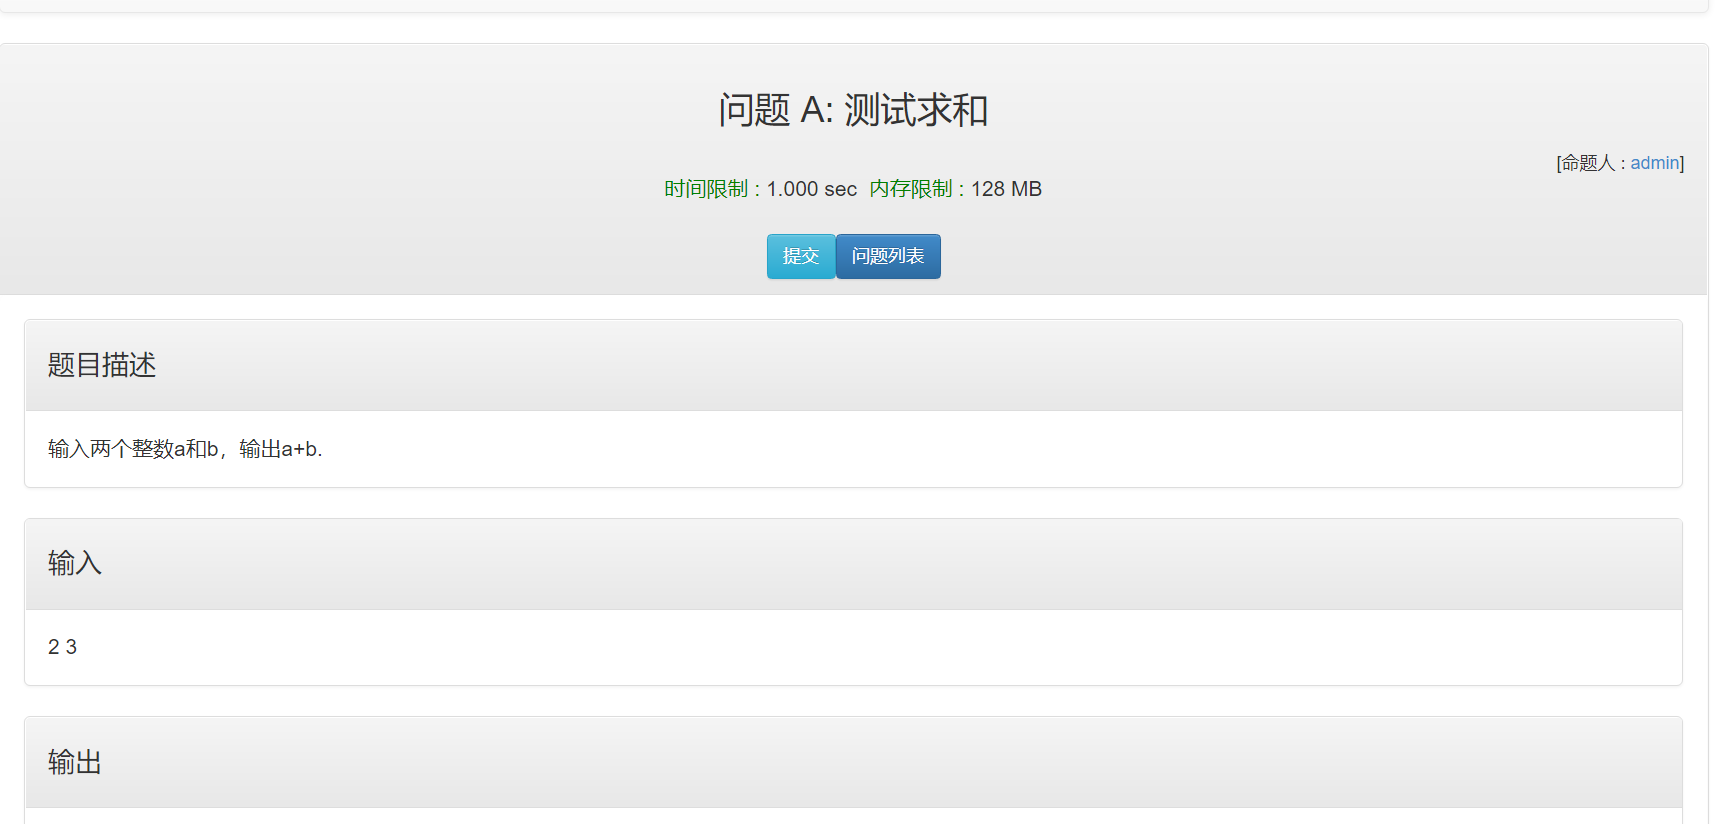 问题 A: 测试求和
[命题人 : admin]
时间限制 : 1.000 sec 内存限制 : 128 MB
提交 问题列表
题目描述
输入两个整数a和b，输出a+b.
输入
2 3
输出